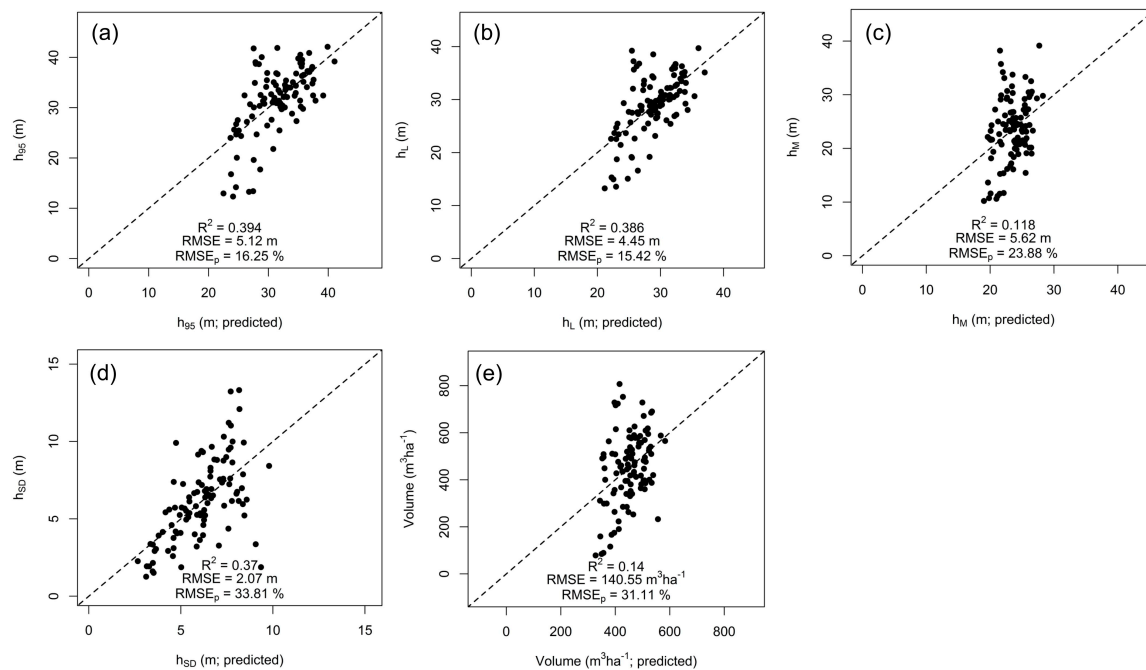 (a)
40
30
20
10
0
h95 (m)
R2 = 0.394
RMSE = 5.12 m
RMSEp = 16.25 %
0 10 20 30 40
h95 (m; predicted)
(b)
40
30
20
10
0
hL (m)
R2 = 0.386
RMSE = 4.45 m
RMSEp = 15.42 %
0 10 20 30 40
hL (m; predicted)
(c)
40
30
20
10
0
hM (m)
R2 = 0.118
RMSE = 5.62 m
RMSEp = 23.88 %
0 10 20 30 40
hM (m; predicted)
(d)
15
10
5
0
hSD (m)
R2 = 0.37
RMSE = 2.07 m
RMSEp = 33.81 %
0 5 10 15
hSD (m; predicted)
(e)
800
600
400
200
0
Volume (m3ha-1)
R2 = 0.14
RMSE = 140.55 m3ha-1
RMSEp = 31.11 %
0 200 400 600 800
Volume (m3ha-1; predicted)